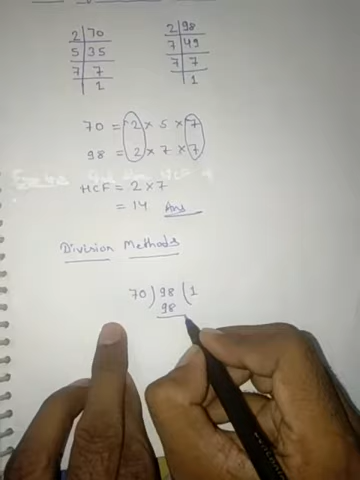 2 | 70 2 | 98
5 | 35 7 | 49
7 | 7 7 | 7
1 1
70 = 2 × 5 × 7
98 = 2 × 7 × 7
HCF = 2 × 7
= 14 Ans
Division Methods
70 ) 98 ( 1
98